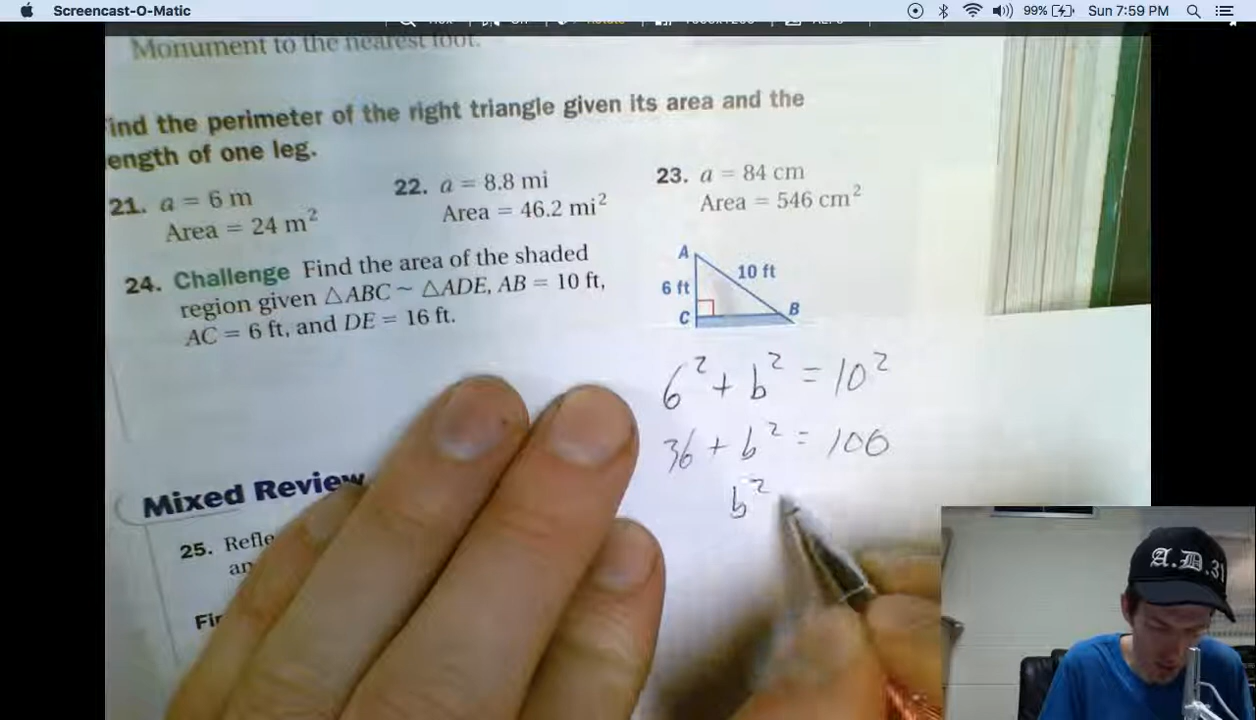 Screencast-O-Matic
99%
Sun 7:59 PM
Monument to the nearest foot.
ind the perimeter of the right triangle given its area and the
ength of one leg.
21. a = 6 m
Area = 24 m²
22. a = 8.8 mi
Area = 46.2 mi²
23. a = 84 cm
Area = 546 cm²
24. Challenge Find the area of the shaded
region given △ABC ~ △ADE, AB = 10 ft,
AC = 6 ft, and DE = 16 ft.
A
10 ft
6 ft
B
C
6² + b² = 10²
36 + b² = 100
b²
Mixed Review
25. Refle
an
Fir
A.D.31